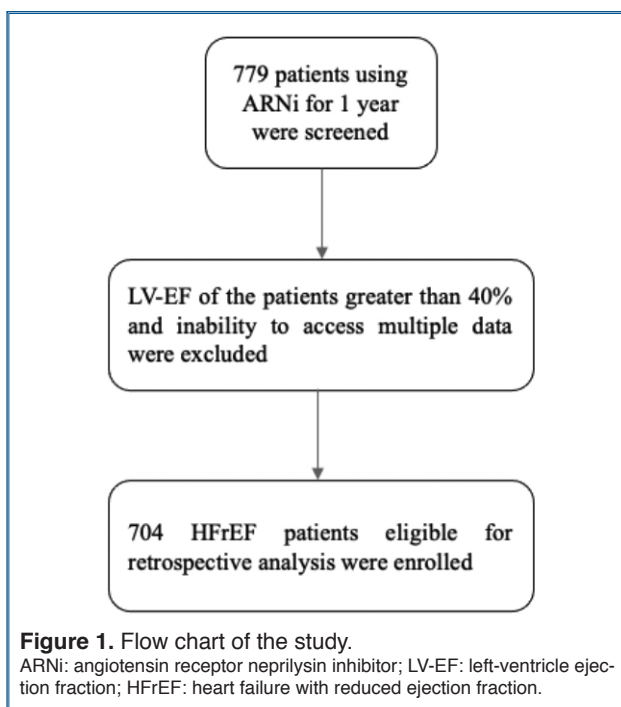 779 patients using
ARNi for 1 year
were screened
LV-EF of the patients greater than 40%
and inability to access multiple data
were excluded
704 HFrEF patients eligible for
retrospective analysis were enrolled
Figure 1. Flow chart of the study.
ARNi: angiotensin receptor neprilysin inhibitor; LV-EF: left-ventricle ejec-
tion fraction; HFrEF: heart failure with reduced ejection fraction.